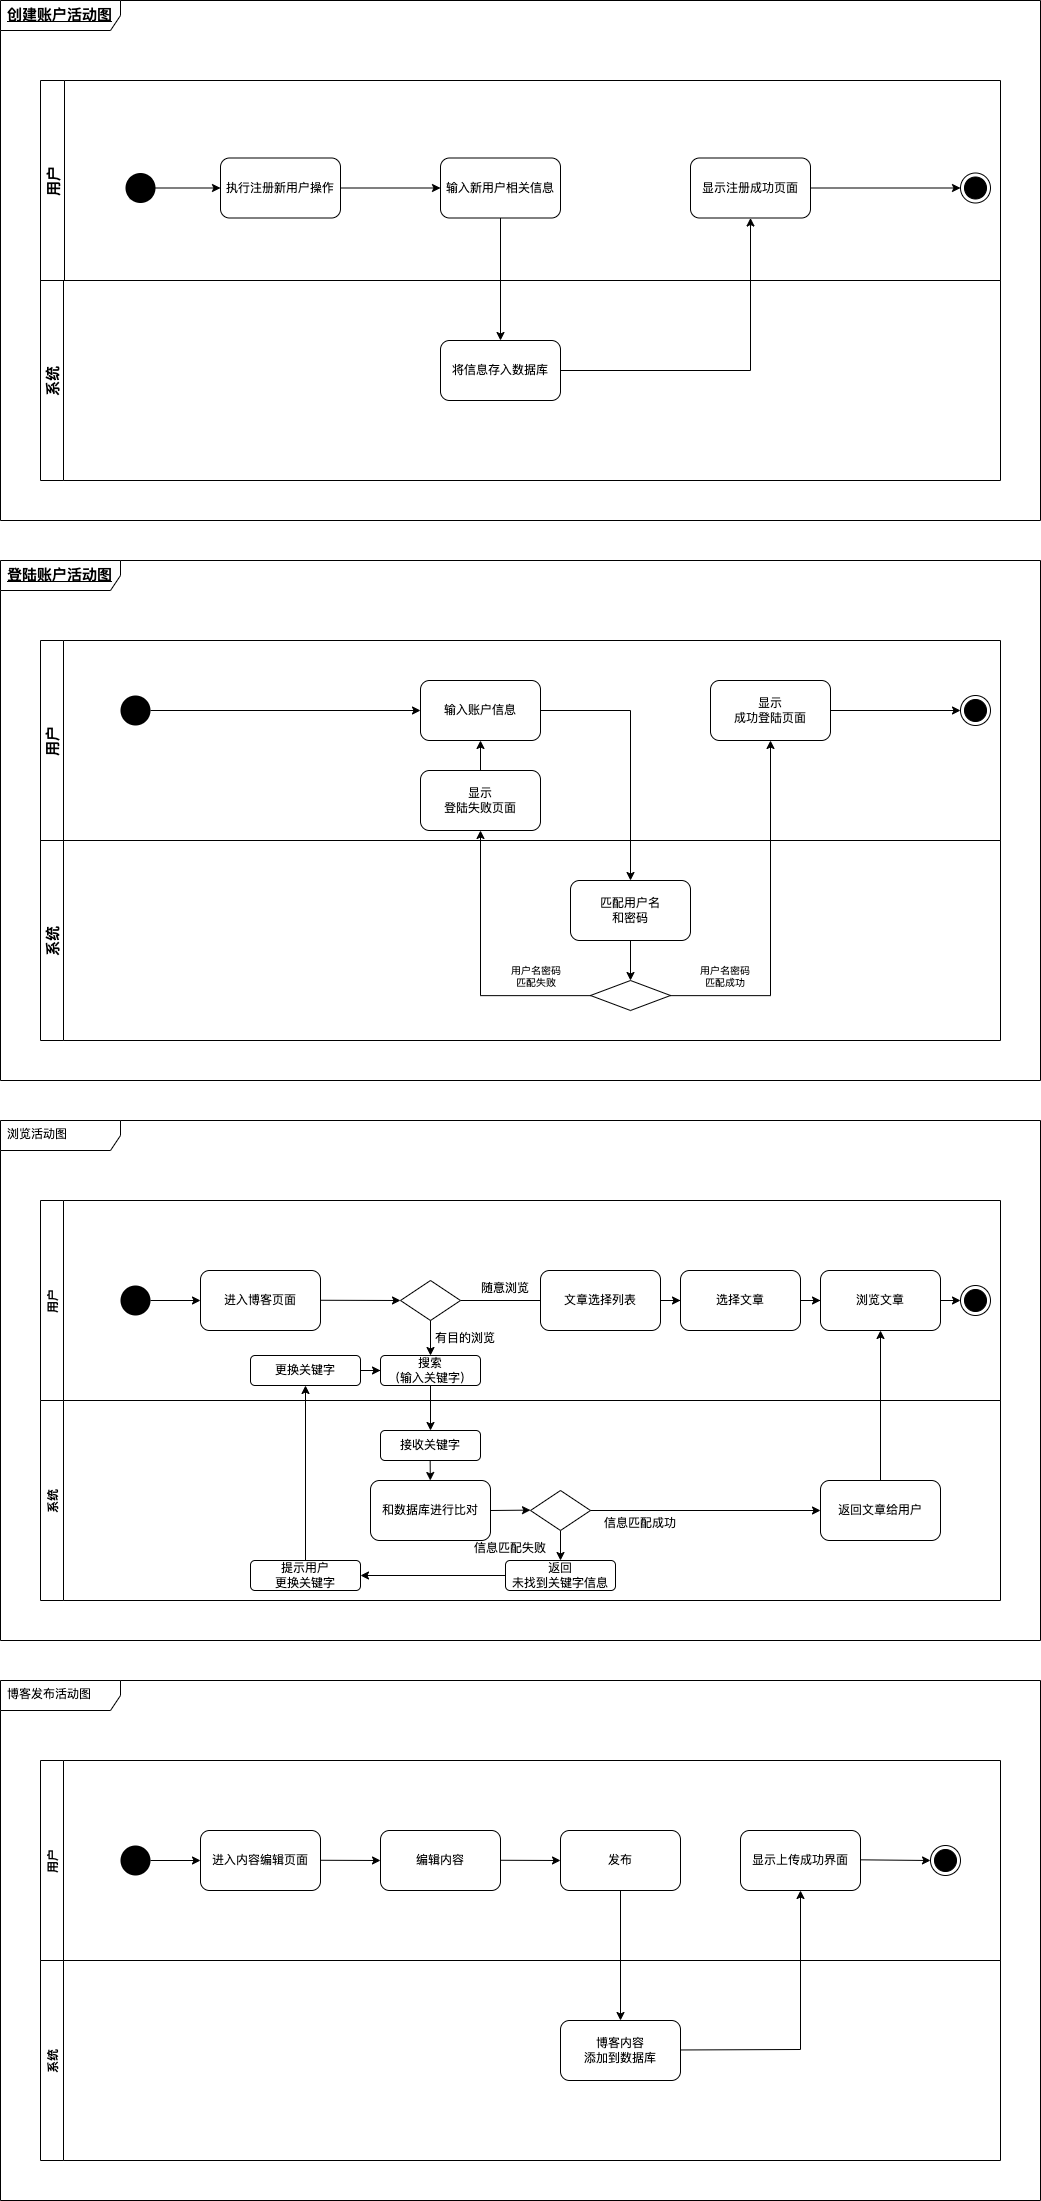 创建账户活动图
用户
执行注册新用户操作
输入新用户相关信息
显示注册成功页面
系统
将信息存入数据库
登陆账户活动图
用户
输入账户信息
显示
成功登陆页面
显示
登陆失败页面
系统
匹配用户名
和密码
用户名密码
匹配失败
用户名密码
匹配成功
浏览活动图
用户
进入博客页面
随意浏览
文章选择列表
选择文章
浏览文章
有目的浏览
更换关键字
搜索
（输入关键字）
系统
接收关键字
和数据库进行比对
信息匹配成功
返回文章给用户
信息匹配失败
提示用户
更换关键字
返回
未找到关键字信息
博客发布活动图
用户
进入内容编辑页面
编辑内容
发布
显示上传成功界面
系统
博客内容
添加到数据库